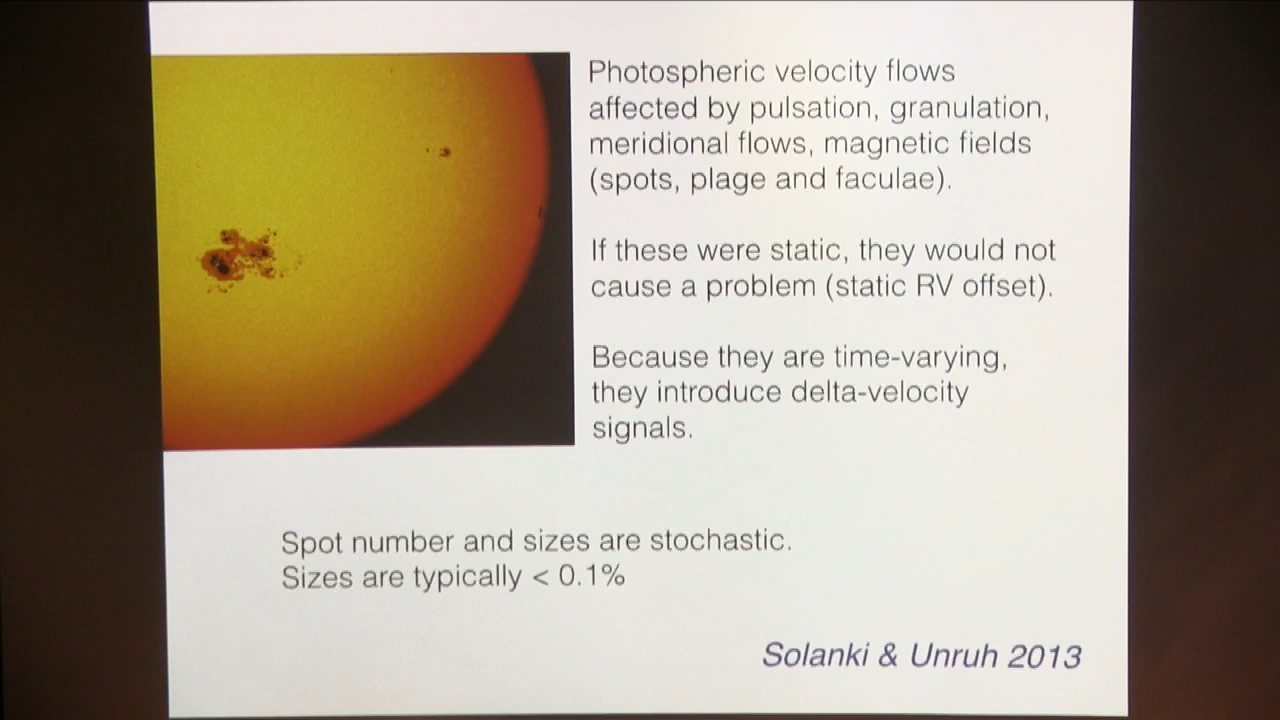 Photospheric velocity flows
affected by pulsation, granulation,
meridional flows, magnetic fields
(spots, plage and faculae).
If these were static, they would not
cause a problem (static RV offset).
Because they are time-varying,
they introduce delta-velocity
signals.
Spot number and sizes are stochastic.
Sizes are typically < 0.1%
Solanki & Unruh 2013